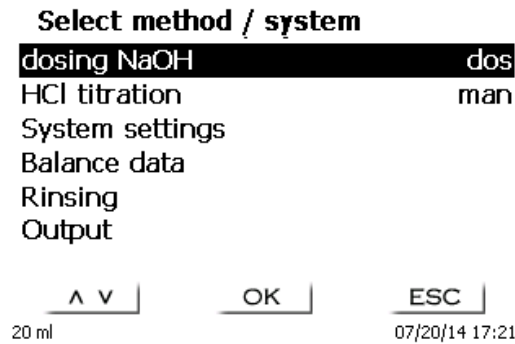 Select method / system
dosing NaOH dos
HCl titration man
System settings
Balance data
Rinsing
Output
∧ ∨ OK ESC
20 ml 07/20/14 17:21